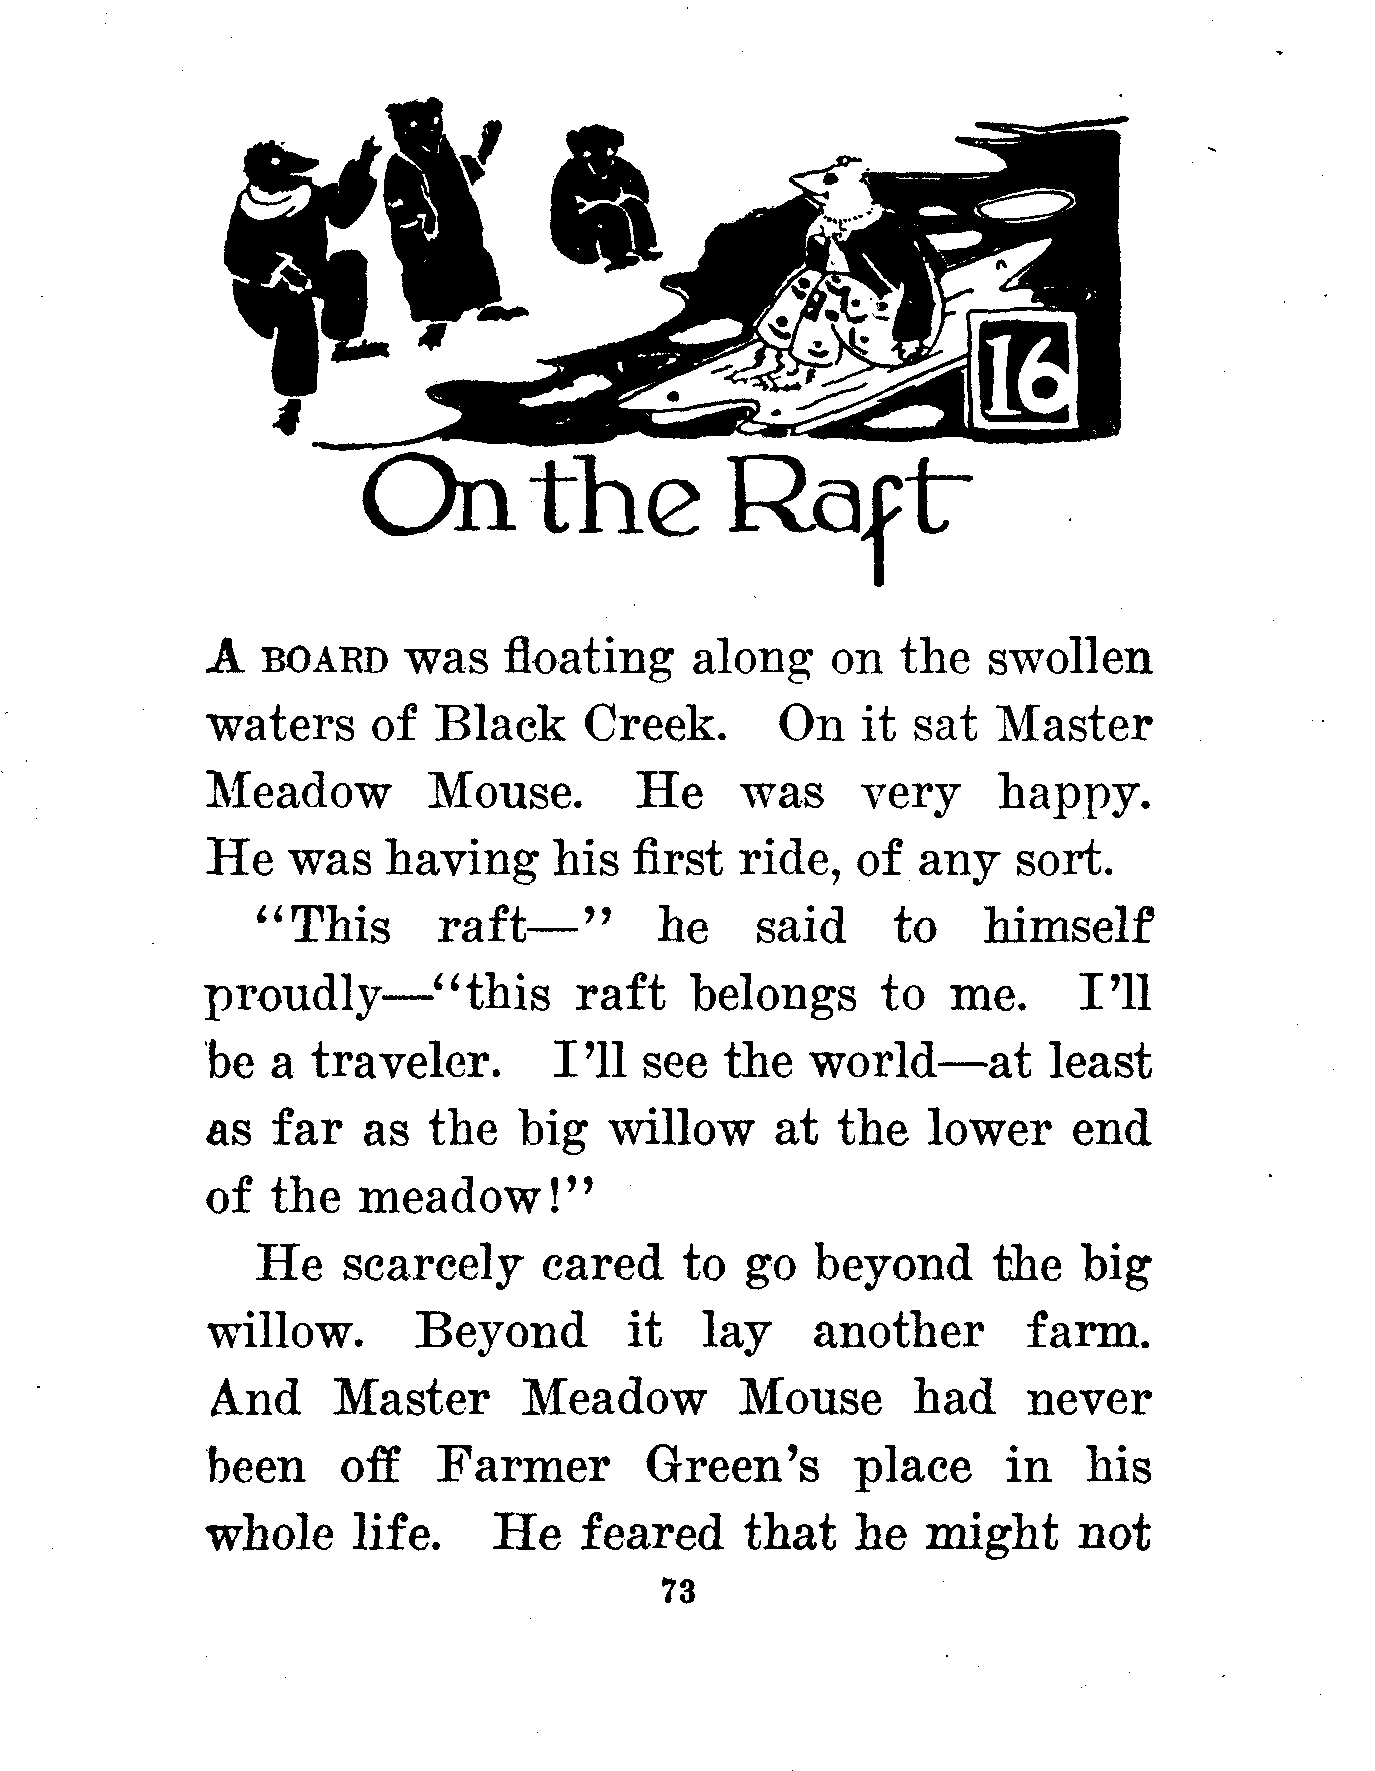 16
On the Raft
A BOARD was floating along on the swollen
waters of Black Creek. On it sat Master
Meadow Mouse. He was very happy.
He was having his first ride, of any sort.
“This raft—” he said to himself
proudly—“this raft belongs to me. I’ll
be a traveler. I’ll see the world—at least
as far as the big willow at the lower end
of the meadow!”
He scarcely cared to go beyond the big
willow. Beyond it lay another farm.
And Master Meadow Mouse had never
been off Farmer Green’s place in his
whole life. He feared that he might not
73